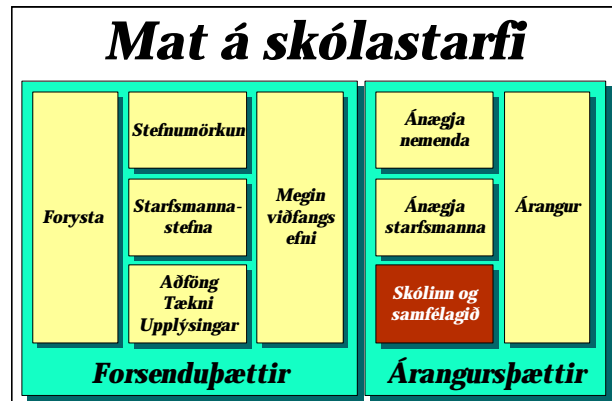 Mat á skólastarfi
Forysta
Stefnumörkun
Starfsmanna-
stefna
Aðföng
Tækni
Upplýsingar
Megin
viðfangs
efni
Ánægja
nemenda
Ánægja
starfsmanna
Skólinn og
samfélagið
Árangur
Forsenduþættir
Árangursþættir